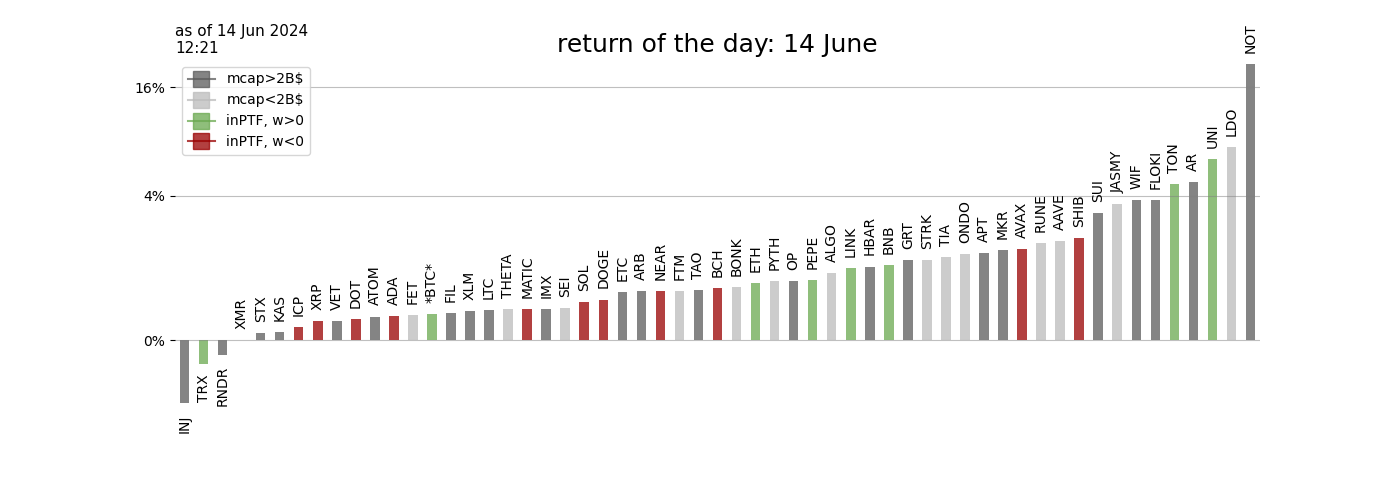 as of 14 Jun 2024
12:21
return of the day: 14 June
mcap>2B$
mcap<2B$
inPTF, w>0
inPTF, w<0
16%
4%
0%
INJ
TRX
RNDR
XMR
STX
KAS
ICP
XRP
VET
DOT
ATOM
ADA
FET
*BTC*
FIL
XLM
LTC
THETA
MATIC
IMX
SEI
SOL
DOGE
ETC
ARB
NEAR
FTM
TAO
BCH
BONK
ETH
PYTH
OP
PEPE
ALGO
LINK
HBAR
BNB
GRT
STRK
TIA
ONDO
APT
MKR
AVAX
RUNE
AAVE
SHIB
SUI
JASMY
WIF
FLOKI
TON
AR
UNI
LDO
NOT